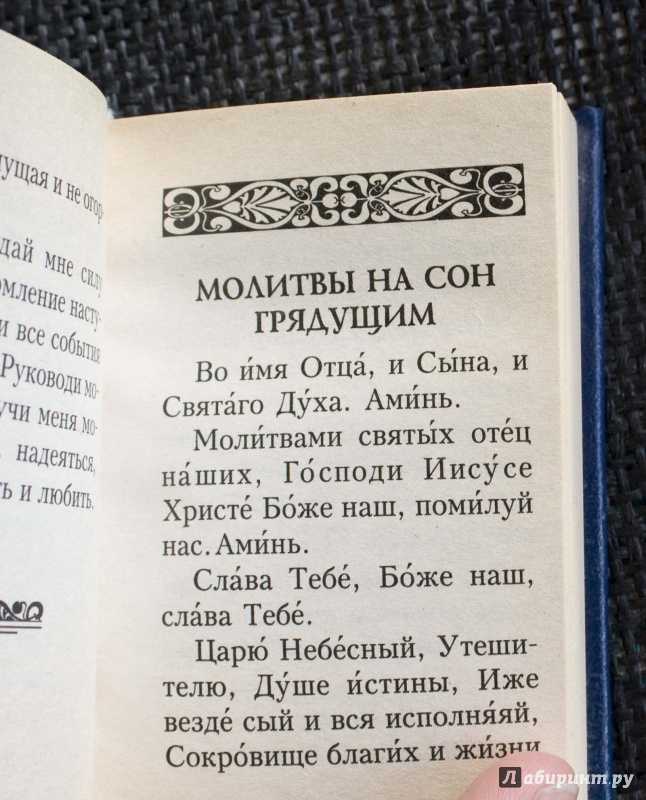 и не огор-
дай мне силу
насту-
и все события
Руководи мо-
учи меня мо-
надеяться,
и любить.
МОЛИТВЫ НА СОН
ГРЯДУЩИМ
Во и́мя Отца́, и Сы́на, и
Свята́го Ду́ха. Ами́нь.
Моли́твами святы́х оте́ц
на́ших, Го́споди Иису́се
Христе́ Бо́же наш, поми́луй
нас. Ами́нь.
Сла́ва Тебе́, Бо́же наш,
сла́ва Тебе́.
Царю́ Небе́сный, Утеши́-
телю, Ду́ше и́стины, Иже
везде́ сый и вся исполня́яй,
Сокро́вище благи́х и жи́зни
Лабиринт.ру